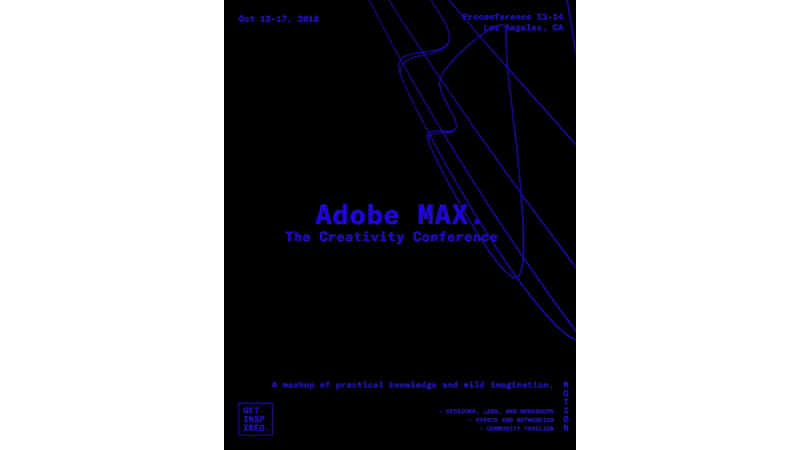 Oct 15-17, 2018
Preconference 13-14
Los Angeles, CA
Adobe MAX.
The Creativity Conference
A mashup of practical knowledge and wild imagination.
- SESSIONS, LABS, AND WORKSHOPS
- EVENTS AND NETWORKING
- COMMUNITY PAVILION
GET
INSP
IRED.